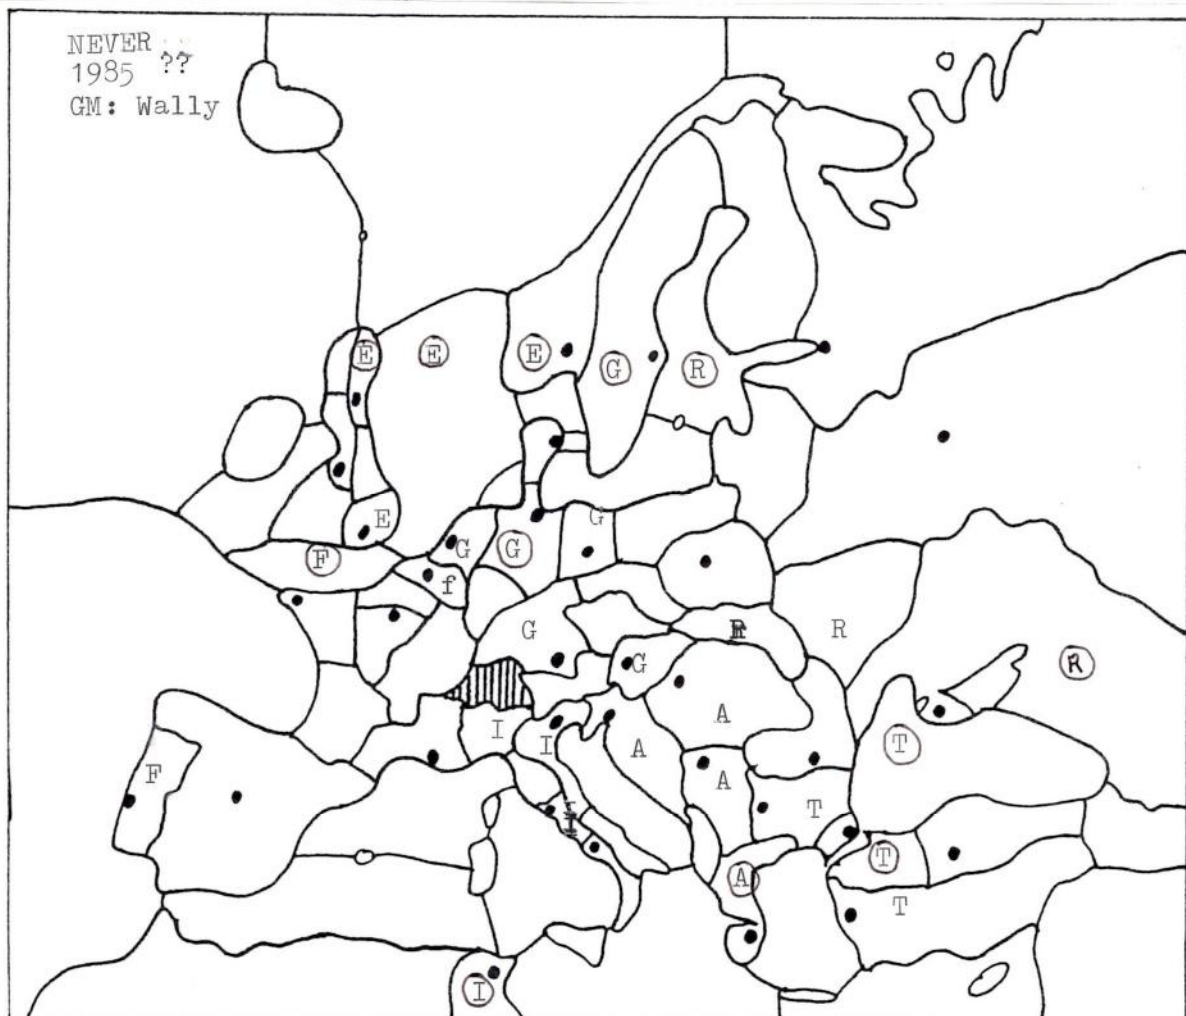 NEVER ??
1985
GM: Wally
E E E G R
E G
F G G f
G R R
G R
A
I I A A T
F A T
A T
T
I